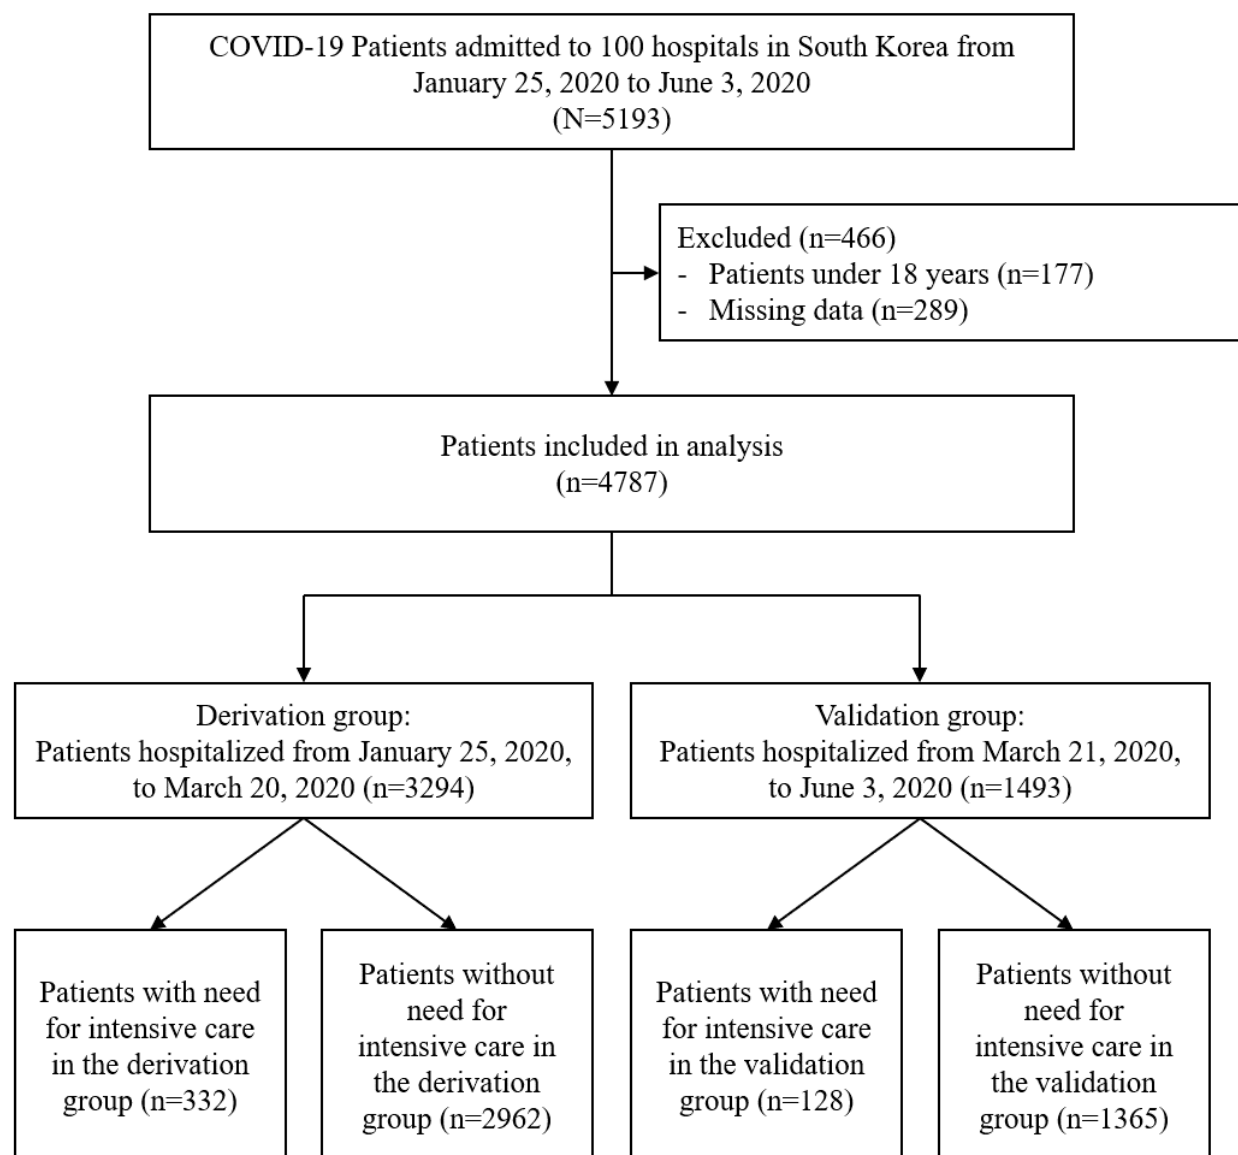 COVID-19 Patients admitted to 100 hospitals in South Korea from
January 25, 2020 to June 3, 2020
(N=5193)
Excluded (n=466)
- Patients under 18 years (n=177)
- Missing data (n=289)
Patients included in analysis
(n=4787)
Derivation group:
Patients hospitalized from January 25, 2020,
to March 20, 2020 (n=3294)
Validation group:
Patients hospitalized from March 21, 2020,
to June 3, 2020 (n=1493)
Patients with need
for intensive care
in the derivation
group (n=332)
Patients without
need for
intensive care in
the derivation
group (n=2962)
Patients with need
for intensive care
in the validation
group (n=128)
Patients without
need for
intensive care in
the validation
group (n=1365)